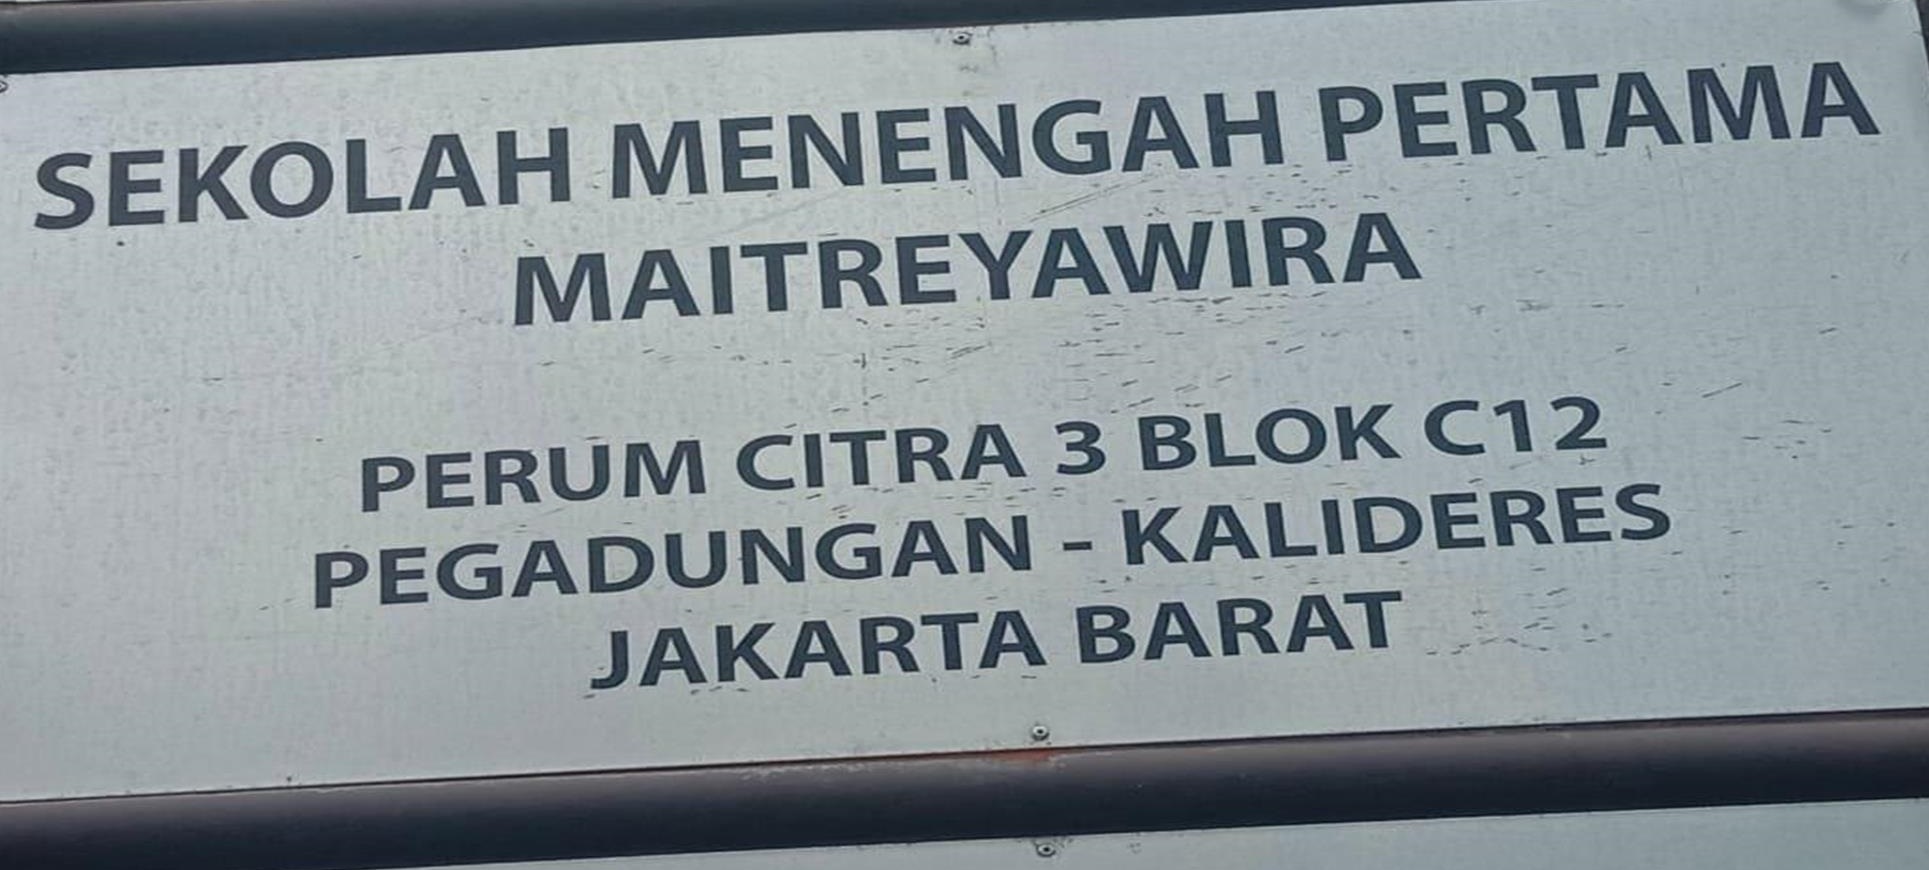 SEKOLAH MENENGAH PERTAMA
MAITREYAWIRA
PERUM CITRA 3 BLOK C12
PEGADUNGAN - KALIDERES
JAKARTA BARAT